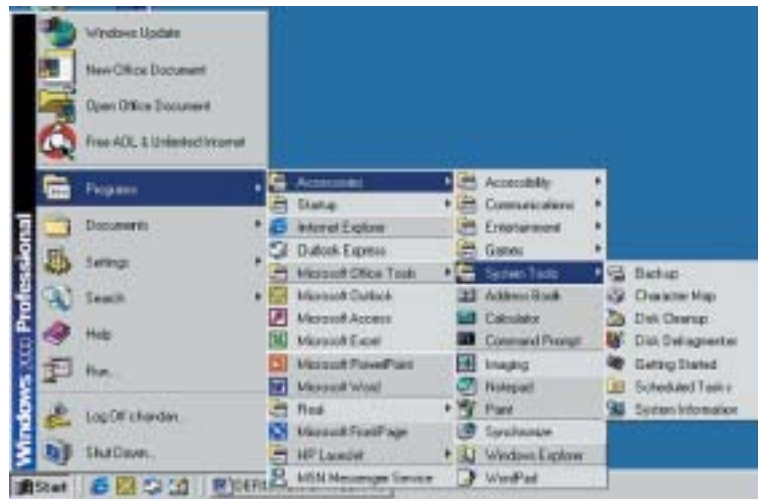 Windows Update
New Office Document
Open Office Document
Free AOL & Unlimited Internet
Programs
Documents
Settings
Search
Help
Run...
Log Off chandan...
Shut Down...
Windows 2000 Professional
Accessories
Startup
Internet Explorer
Outlook Express
Microsoft Office Tools
Microsoft Outlook
Microsoft Access
Microsoft Excel
Microsoft PowerPoint
Microsoft Word
Real
Microsoft FrontPage
HP LaserJet
MSN Messenger Service
Accessibility
Communications
Entertainment
Games
System Tools
Address Book
Calculator
Command Prompt
Imaging
Notepad
Paint
Synchronize
Windows Explorer
WordPad
Backup
Character Map
Disk Cleanup
Disk Defragmenter
Getting Started
Scheduled Tasks
System Information
Start